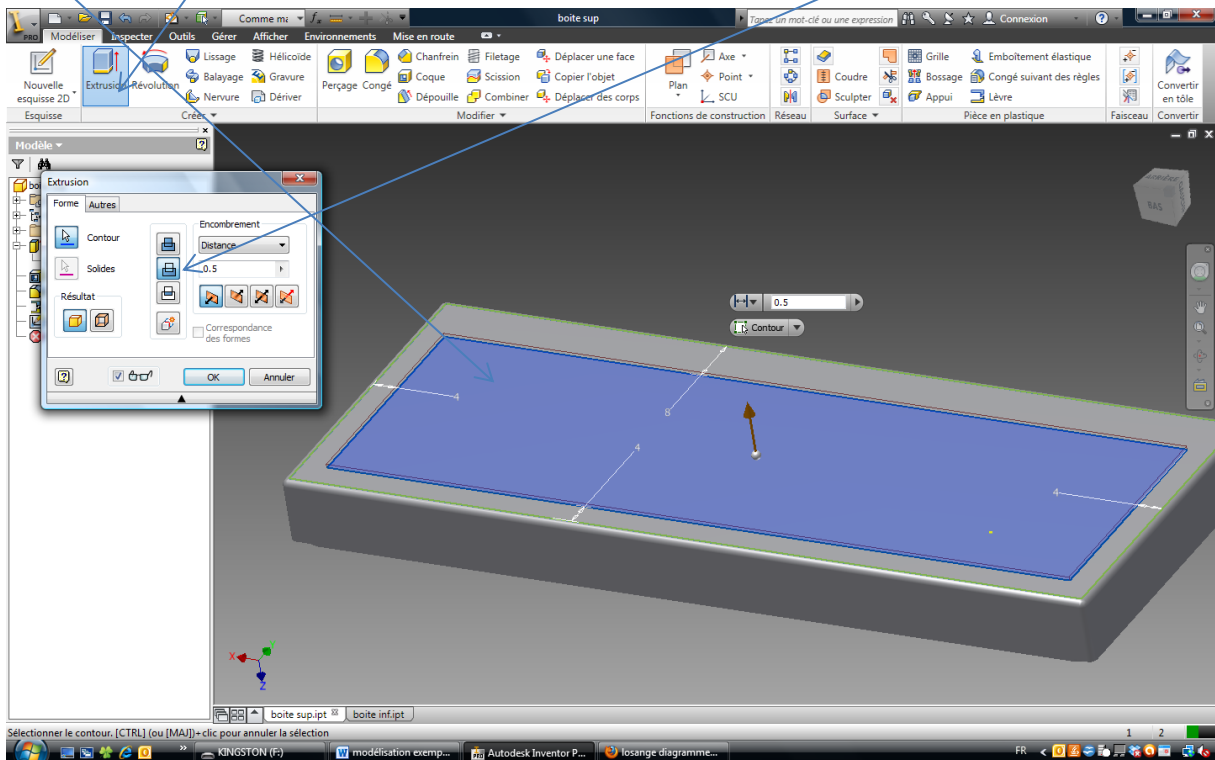 Comme ma
boite sup
Tapez un mot-clé ou une expression
Connexion
PRO Modéliser Inspecter Outils Gérer Afficher Environnements Mise en route
Nouvelle esquisse 2D
Extrusion
Révolution
Lissage
Balayage
Nervure
Hélicoïde
Gravure
Dériver
Perçage
Congé
Chanfrein
Coque
Dépouille
Filetage
Scission
Combiner
Déplacer une face
Copier l'objet
Déplacer des corps
Plan
Axe
Point
SCU
Coudre
Sculpter
Grille
Bossage
Appui
Emboîtement élastique
Congé suivant des règles
Lèvre
Convertir
en tôle
Esquisse
Créer
Modifier
Fonctions de construction
Réseau
Surface
Pièce en plastique
Faisceau
Convertir
Modèle
Extrusion
Forme
Autres
Contour
Solides
Résultat
Encombrement
Distance
0.5
Correspondance
des formes
OK
Annuler
0.5
Contour
4
8
4
4
BAS
X
Z
boite sup.ipt
boite inf.ipt
Sélectionner le contour. [CTRL] (ou [MAJ])+clic pour annuler la sélection
1 2
KINGSTON (F:)
modélisation exemp...
Autodesk Inventor P...
losange diagramme...
FR